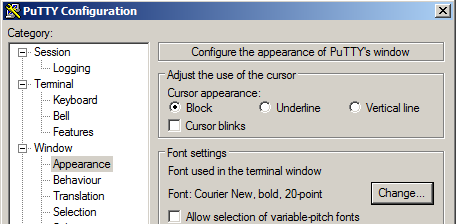 PuTTY Configuration
Category:
Session
Logging
Terminal
Keyboard
Bell
Features
Window
Appearance
Behaviour
Translation
Selection
Configure the appearance of PuTTY's window
Adjust the use of the cursor
Cursor appearance:
Block Underline Vertical line
Cursor blinks
Font settings
Font used in the terminal window
Font: Courier New, bold, 20-point Change...
Allow selection of variable-pitch fonts